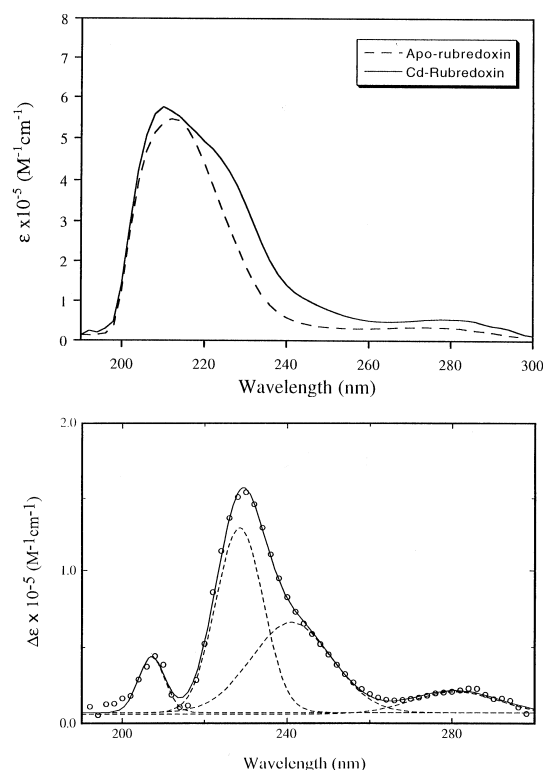 8
7
6
5
4
3
2
1
0
ε x10⁻⁵ (M⁻¹cm⁻¹)
Apo-rubredoxin
Cd-Rubredoxin
200 220 240 260 280 300
Wavelength (nm)
2.0
1.0
0.0
Δε x 10⁻⁵ (M⁻¹cm⁻¹)
200 240 280
Wavelength (nm)